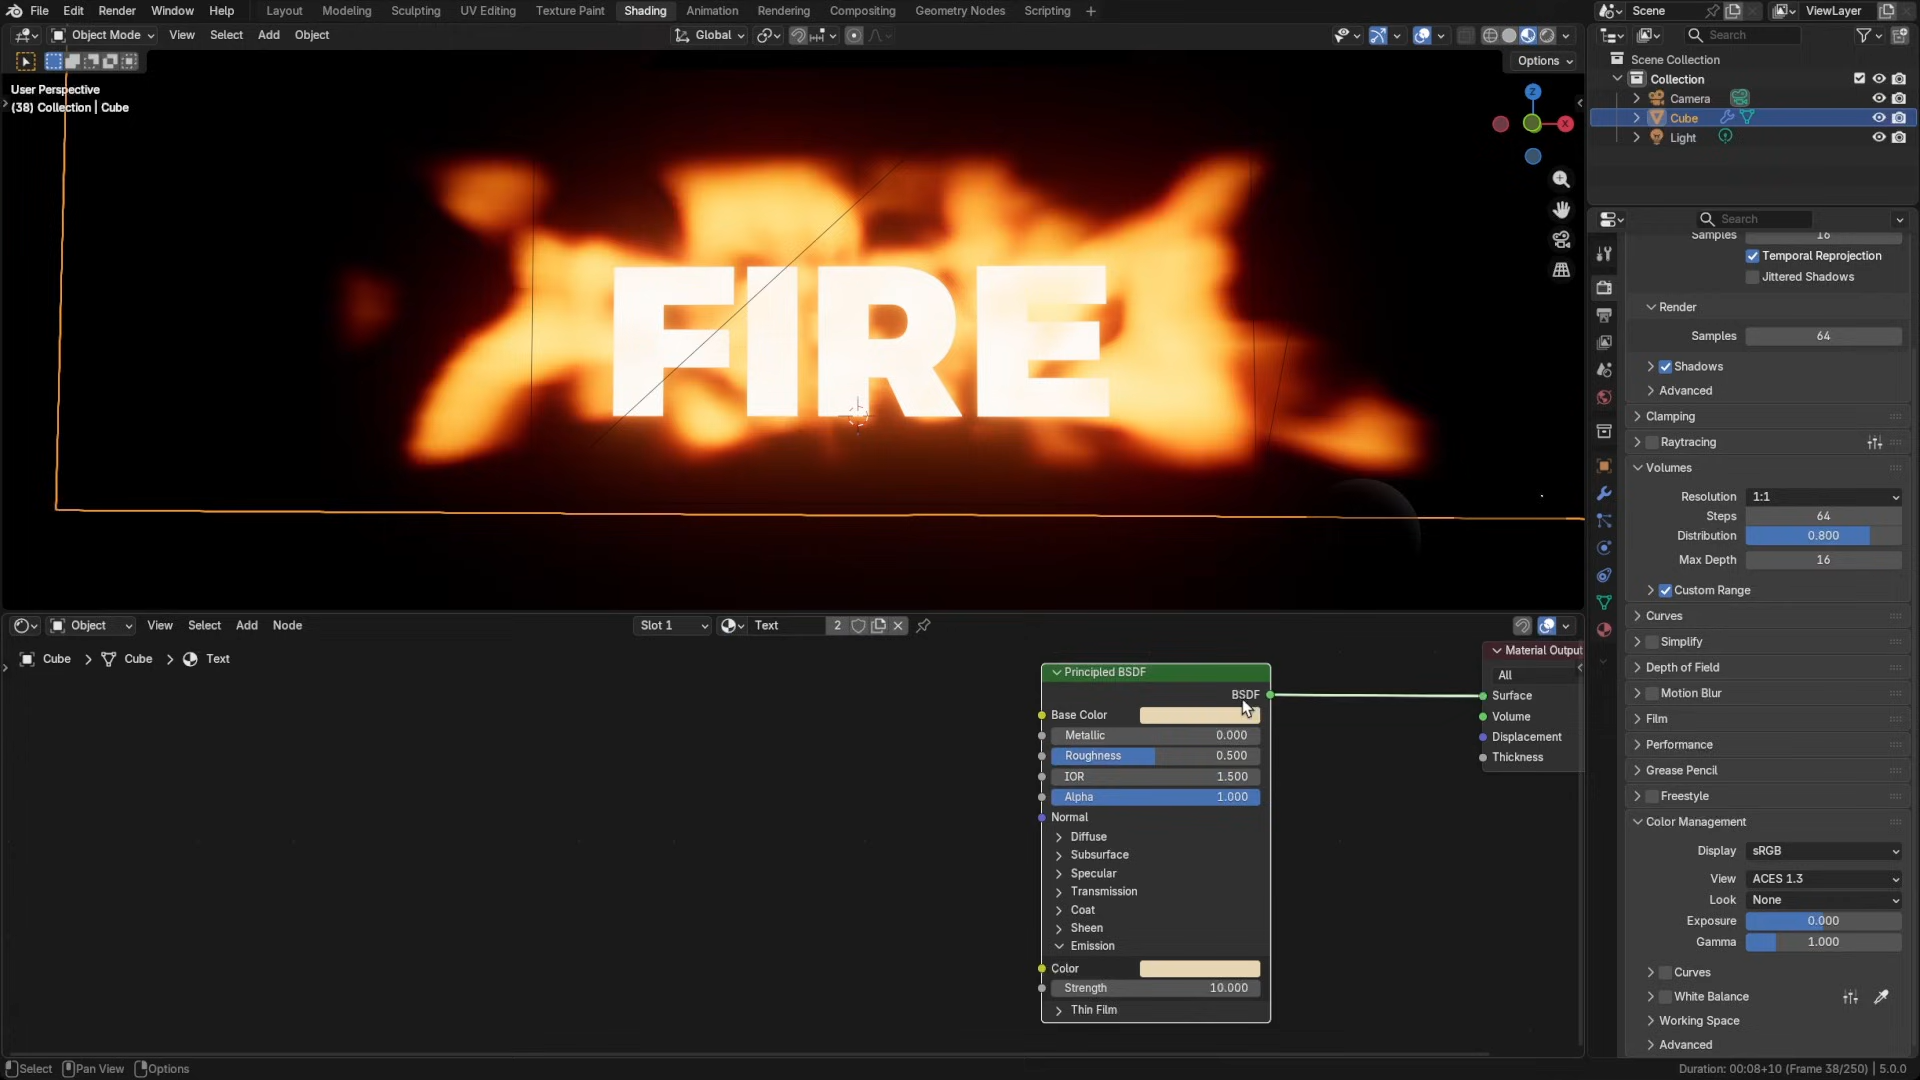 File Edit Render Window Help Layout Modeling Sculpting UV Editing Texture Paint Shading Animation Rendering Compositing Geometry Nodes Scripting + Scene ViewLayer
Object Mode View Select Add Object Global Search
Options
User Perspective
(38) Collection | Cube
Scene Collection
Collection
Camera
Cube
Light
Z
X
FIRE
Search
Samples 16
Temporal Reprojection
Jittered Shadows
Render
Samples 64
Shadows
Advanced
Clamping
Raytracing
Volumes
Resolution 1:1
Steps 64
Distribution 0.800
Max Depth 16
Custom Range
Curves
Simplify
Depth of Field
Motion Blur
Film
Performance
Grease Pencil
Freestyle
Color Management
Display sRGB
View ACES 1.3
Look None
Exposure 0.000
Gamma 1.000
Curves
White Balance
Working Space
Advanced
Object View Select Add Node Slot 1 Text 2
Cube Cube Text
Principled BSDF
BSDF
Base Color
Metallic 0.000
Roughness 0.500
IOR 1.500
Alpha 1.000
Normal
Diffuse
Subsurface
Specular
Transmission
Coat
Sheen
Emission
Color
Strength 10.000
Thin Film
Material Output
All
Surface
Volume
Displacement
Thickness
Select Pan View Options Duration: 00:08+10 (Frame 38/250) | 5.0.0